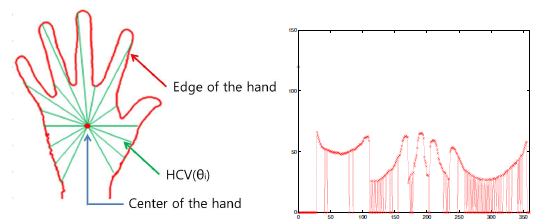 Edge of the hand
HCV(θi)
Center of the hand
150
100
50
0
0 50 100 150 200 250 300 350